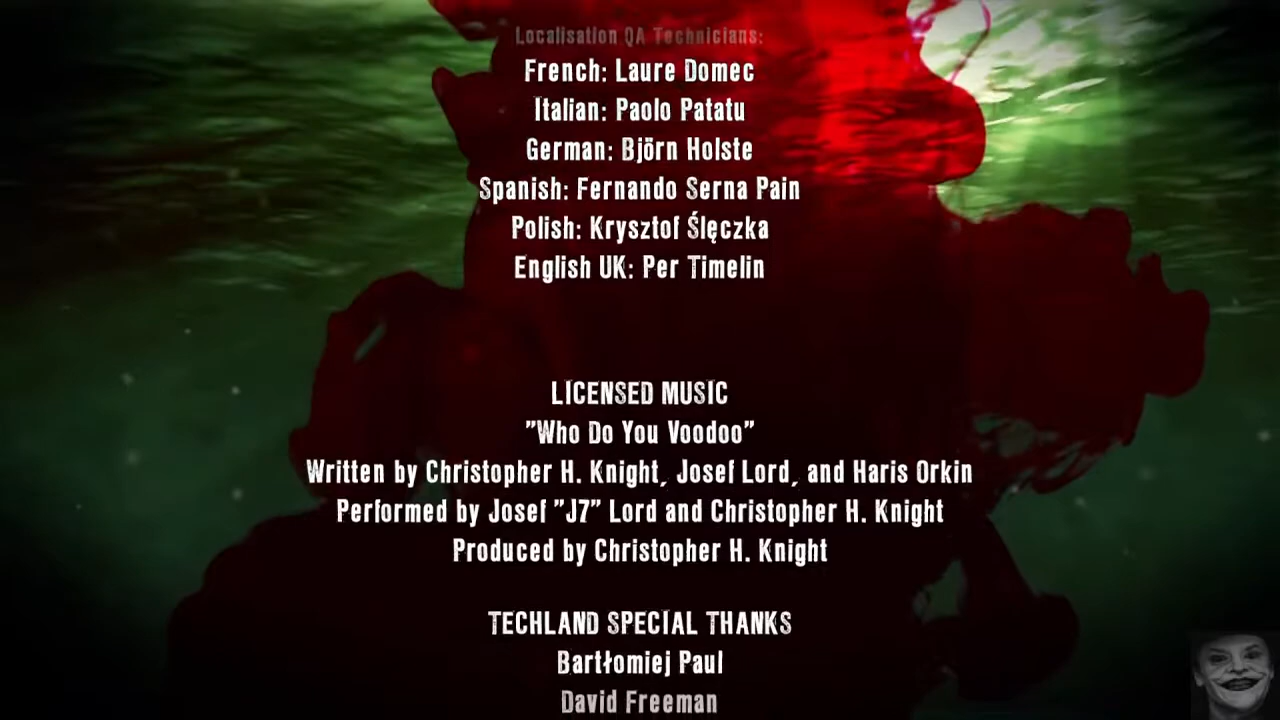 Localisation QA Technicians:
French: Laure Domec
Italian: Paolo Patatu
German: Björn Holste
Spanish: Fernando Serna Pain
Polish: Krysztof Ślęczka
English UK: Per Timelin
LICENSED MUSIC
"Who Do You Voodoo"
Written by Christopher H. Knight, Josef Lord, and Haris Orkin
Performed by Josef "J7" Lord and Christopher H. Knight
Produced by Christopher H. Knight
TECHLAND SPECIAL THANKS
Bartłomiej Paul
David Freeman